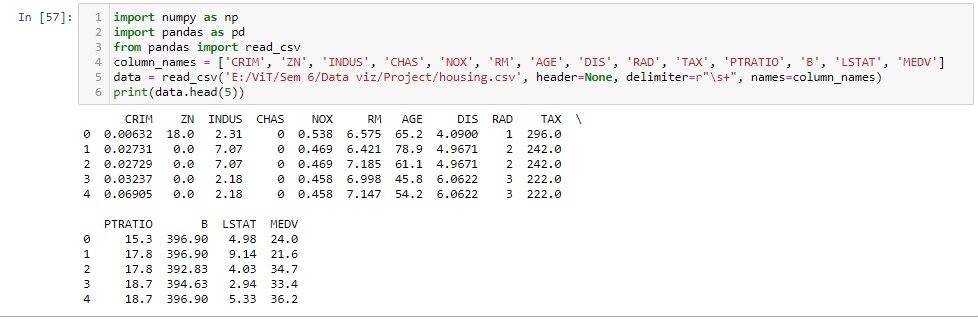 In [57]:
1 import numpy as np
2 import pandas as pd
3 from pandas import read_csv
4 column_names = ['CRIM', 'ZN', 'INDUS', 'CHAS', 'NOX', 'RM', 'AGE', 'DIS', 'RAD', 'TAX', 'PTRATIO', 'B', 'LSTAT', 'MEDV']
5 data = read_csv('E:/ViT/Sem 6/Data viz/Project/housing.csv', header=None, delimiter=r"\s+", names=column_names)
6 print(data.head(5))
CRIM ZN INDUS CHAS NOX RM AGE DIS RAD TAX \
0 0.00632 18.0 2.31 0 0.538 6.575 65.2 4.0900 1 296.0
1 0.02731 0.0 7.07 0 0.469 6.421 78.9 4.9671 2 242.0
2 0.02729 0.0 7.07 0 0.469 7.185 61.1 4.9671 2 242.0
3 0.03237 0.0 2.18 0 0.458 6.998 45.8 6.0622 3 222.0
4 0.06905 0.0 2.18 0 0.458 7.147 54.2 6.0622 3 222.0
PTRATIO B LSTAT MEDV
0 15.3 396.90 4.98 24.0
1 17.8 396.90 9.14 21.6
2 17.8 392.83 4.03 34.7
3 18.7 394.63 2.94 33.4
4 18.7 396.90 5.33 36.2